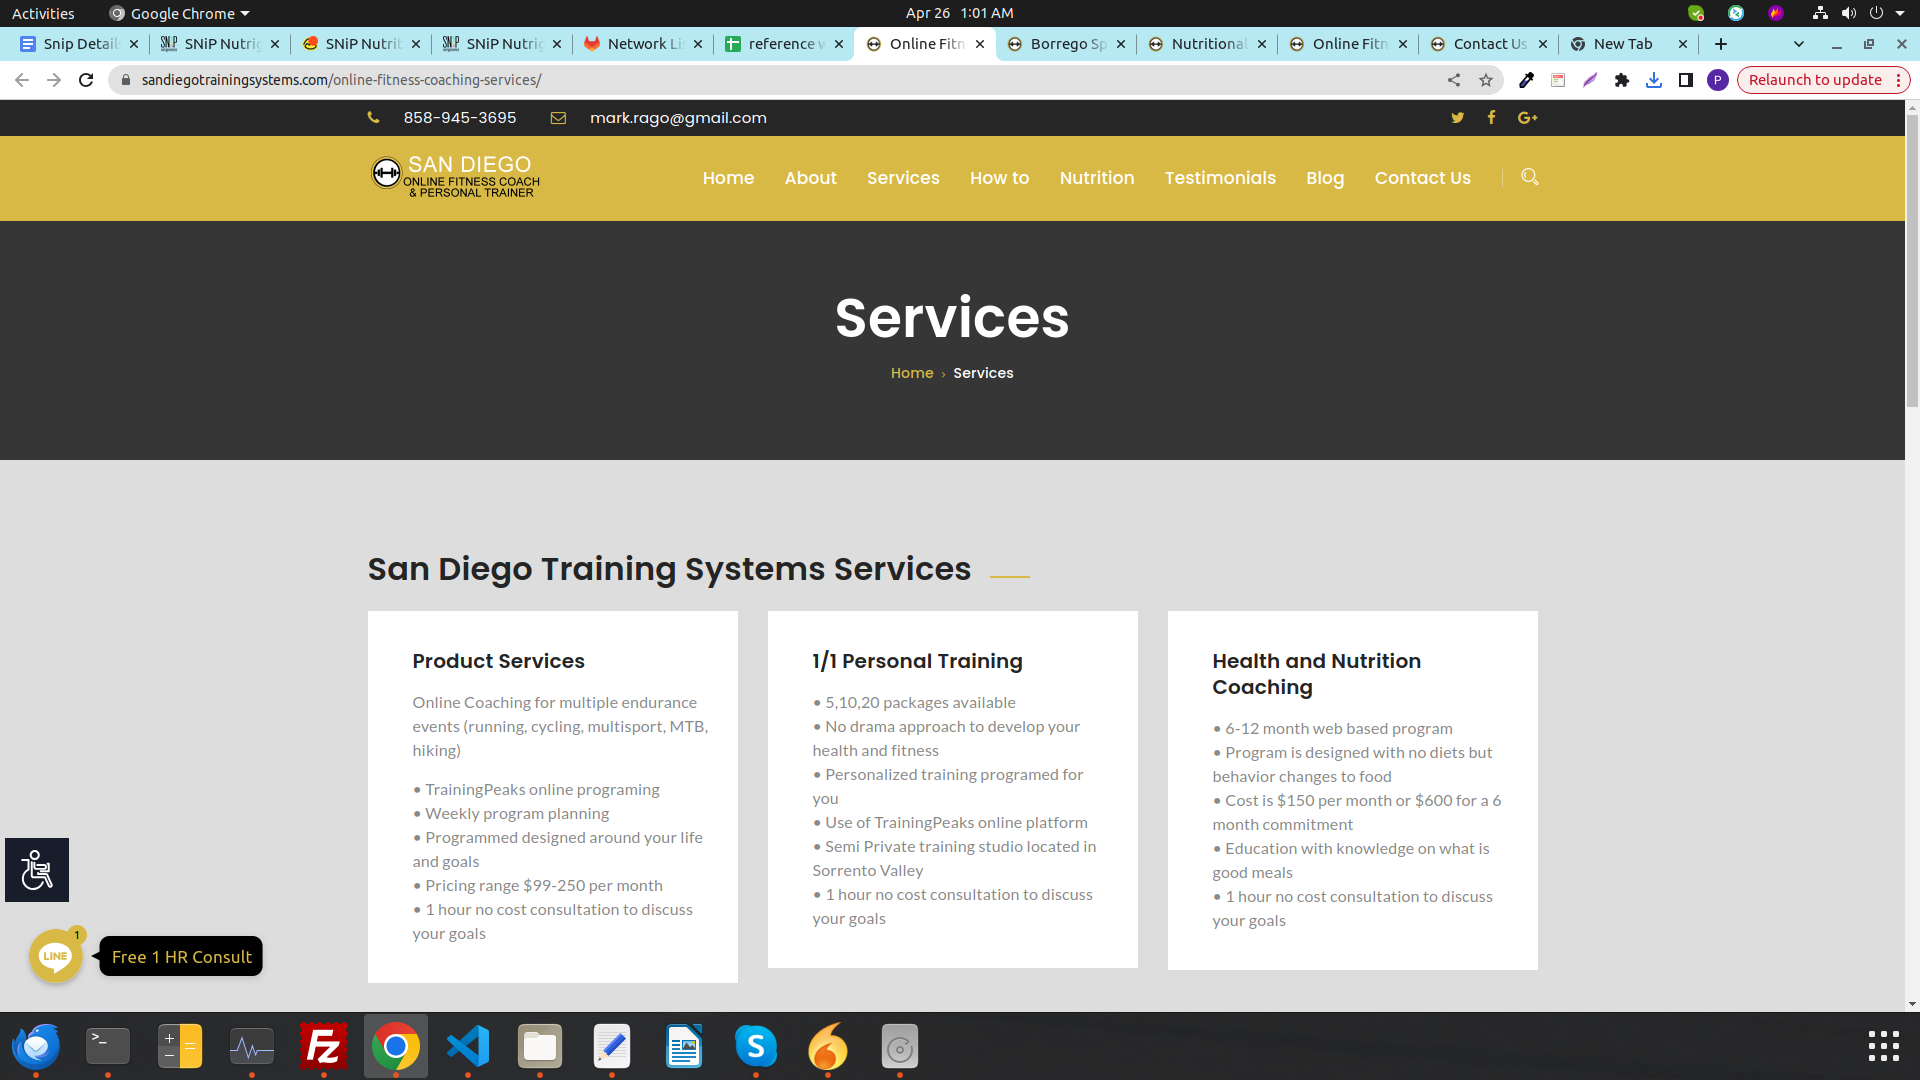 Activities Google Chrome Apr 26 1:01 AM
Snip Detail SNiP Nutrig SNiP Nutrit SNiP Nutrig Network Li reference w Online Fitn Borrego Sp Nutritional Online Fitn Contact Us New Tab
sandiegotrainingsystems.com/online-fitness-coaching-services/ P Relaunch to update
858-945-3695 mark.rago@gmail.com
SAN DIEGO
ONLINE FITNESS COACH
& PERSONAL TRAINER
Home About Services How to Nutrition Testimonials Blog Contact Us
Services
Home › Services
San Diego Training Systems Services
Product Services
Online Coaching for multiple endurance
events (running, cycling, multisport, MTB,
hiking)
• TrainingPeaks online programing
• Weekly program planning
• Programmed designed around your life
and goals
• Pricing range $99-250 per month
• 1 hour no cost consultation to discuss
your goals
1/1 Personal Training
• 5,10,20 packages available
• No drama approach to develop your
health and fitness
• Personalized training programed for
you
• Use of TrainingPeaks online platform
• Semi Private training studio located in
Sorrento Valley
• 1 hour no cost consultation to discuss
your goals
Health and Nutrition
Coaching
• 6-12 month web based program
• Program is designed with no diets but
behavior changes to food
• Cost is $150 per month or $600 for a 6
month commitment
• Education with knowledge on what is
good meals
• 1 hour no cost consultation to discuss
your goals
LINE 1
Free 1 HR Consult